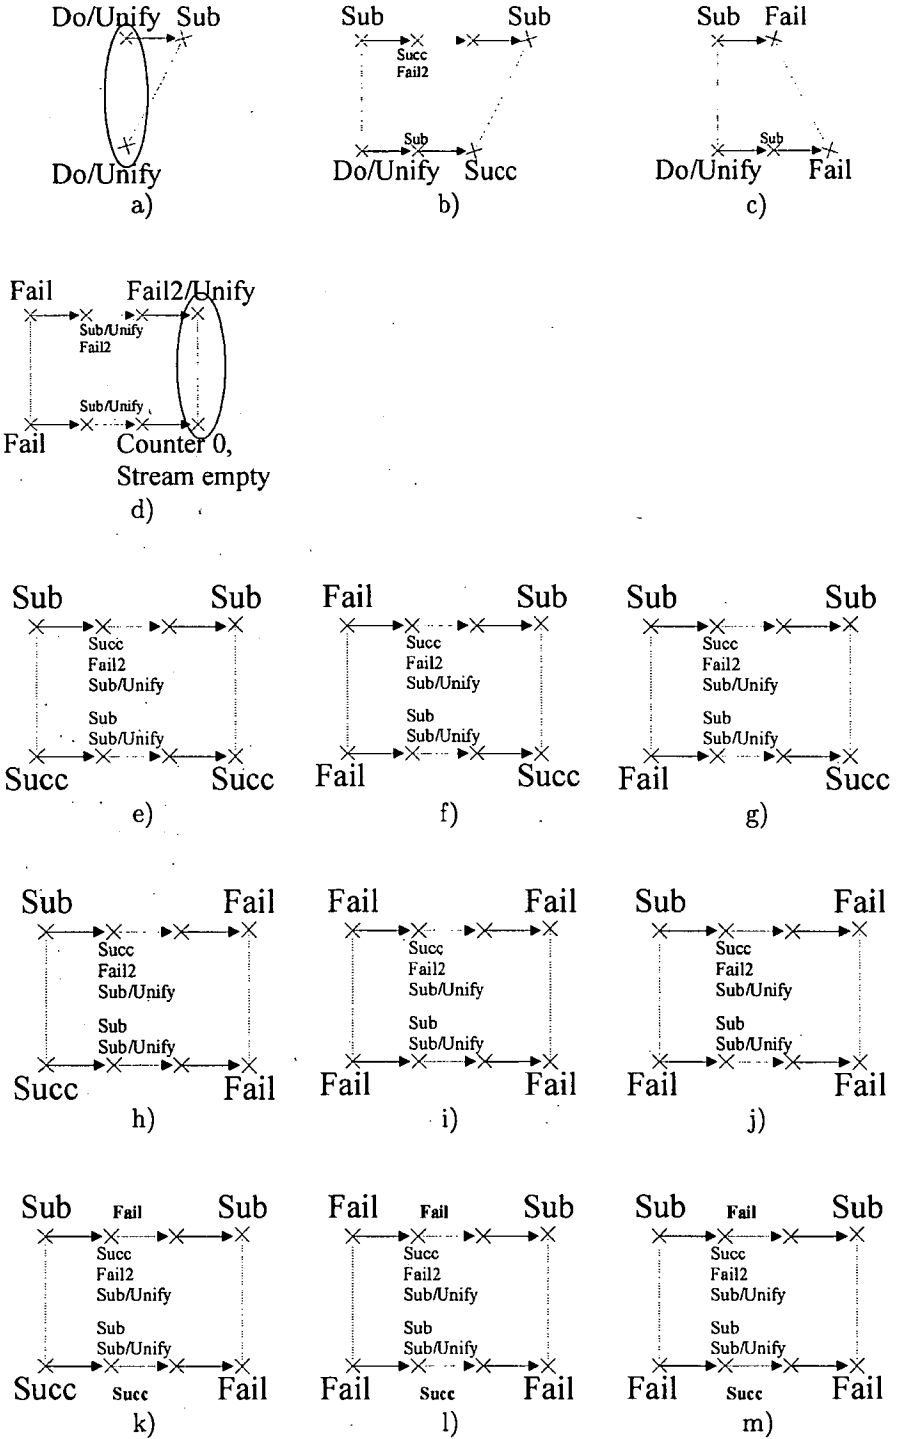 Do/Unify Sub
Do/Unify
a)
Sub Sub
Succ
Fail2
Sub
Do/Unify Succ
b)
Sub Fail
Sub
Do/Unify Fail
c)
Fail Fail2/Unify
Sub/Unify
Fail2
Sub/Unify
Fail Counter 0,
Stream empty
d)
Sub Sub
Succ
Fail2
Sub/Unify
Sub
Sub/Unify
Succ Succ
e)
Fail Sub
Succ
Fail2
Sub/Unify
Sub
Sub/Unify
Fail Succ
f)
Sub Sub
Succ
Fail2
Sub/Unify
Sub
Sub/Unify
Fail Succ
g)
Sub Fail
Succ
Fail2
Sub/Unify
Sub
Sub/Unify
Succ Fail
h)
Fail Fail
Succ
Fail2
Sub/Unify
Sub
Sub/Unify
Fail Fail
i)
Sub Fail
Succ
Fail2
Sub/Unify
Sub
Sub/Unify
Fail Fail
j)
Sub Fail Sub
Succ
Fail2
Sub/Unify
Sub
Sub/Unify
Succ Succ Fail
k)
Fail Fail Sub
Succ
Fail2
Sub/Unify
Sub
Sub/Unify
Fail Succ Fail
l)
Sub Fail Sub
Succ
Fail2
Sub/Unify
Sub
Sub/Unify
Fail Succ Fail
m)